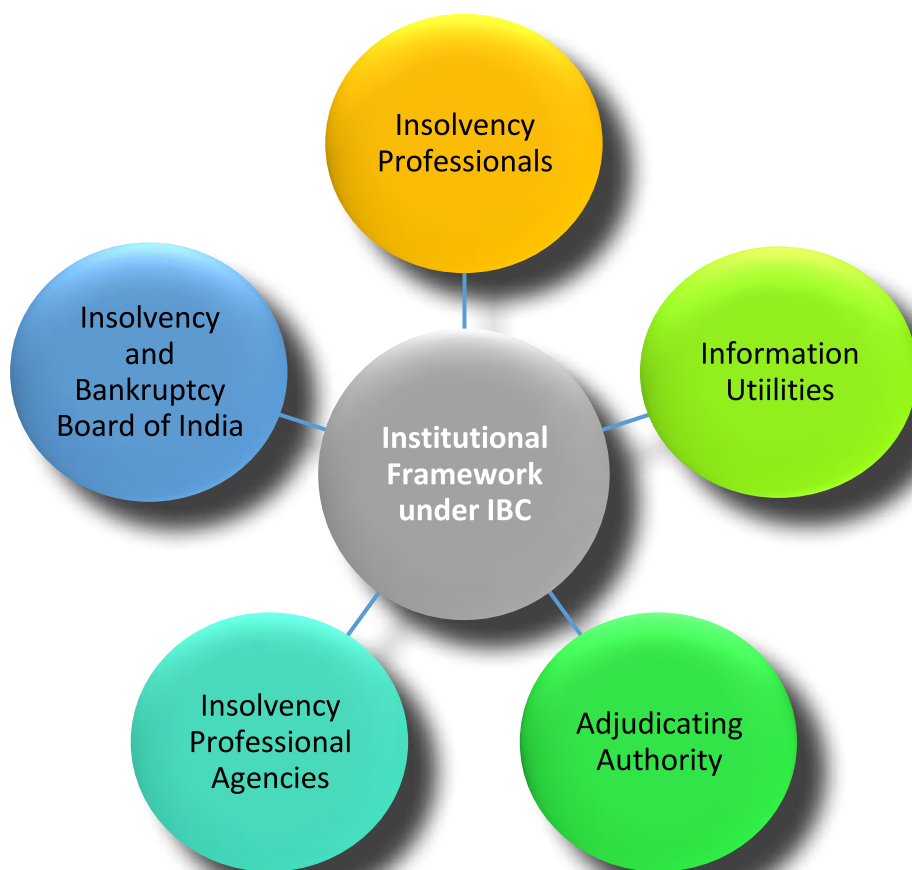 Insolvency
Professionals
Insolvency
and
Bankruptcy
Board of India
Information
Utiilities
Institutional
Framework
under IBC
Insolvency
Professional
Agencies
Adjudicating
Authority